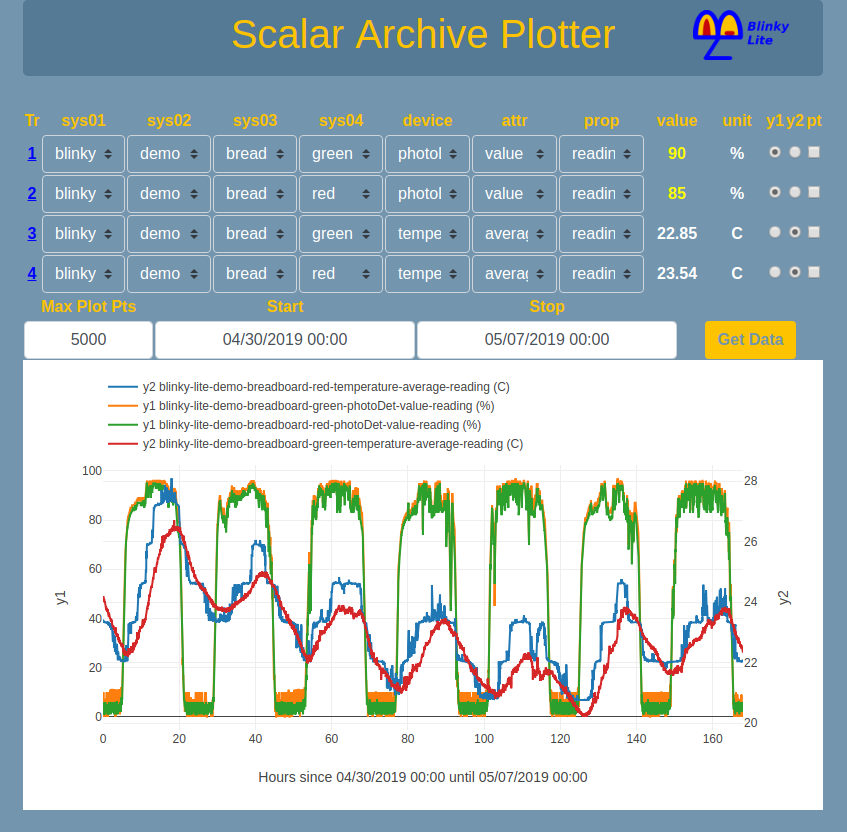 Scalar Archive Plotter
Blinky
Lite
Tr sys01 sys02 sys03 sys04 device attr prop value unit y1 y2 pt
1 blinky demo bread green photol value readin 90 %
2 blinky demo bread red photol value readin 85 %
3 blinky demo bread green tempe averag readin 22.85 C
4 blinky demo bread red tempe averag readin 23.54 C
Max Plot Pts Start Stop
5000 04/30/2019 00:00 05/07/2019 00:00 Get Data
y2 blinky-lite-demo-breadboard-red-temperature-average-reading (C)
y1 blinky-lite-demo-breadboard-green-photoDet-value-reading (%)
y1 blinky-lite-demo-breadboard-red-photoDet-value-reading (%)
y2 blinky-lite-demo-breadboard-green-temperature-average-reading (C)
100
80
60
40
20
0
y1
28
26
24
22
20
y2
0 20 40 60 80 100 120 140 160
Hours since 04/30/2019 00:00 until 05/07/2019 00:00